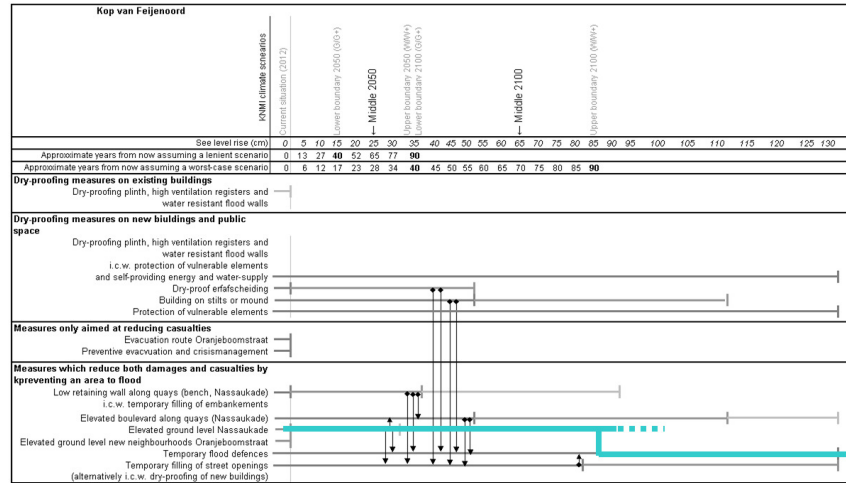 Kop van Feijenoord
KNMI climate scnearios
Current situation (2012)
Lower boundary 2050 (G/G+)
Middle 2050
Upper boundary 2050 (W/W+)
Lower boundary 2100 (G/G+)
Middle 2100
Upper boundary 2100 (W/W+)
See level rise (cm) 0 5 10 15 20 25 30 35 40 45 50 55 60 65 70 75 80 85 90 95 100 105 110 115 120 125 130
Approxximate years from now assuming a lenient scenario 0 13 27 40 52 65 77 90
Approximate years from now assuming a worst-case scenario 0 6 12 17 23 28 34 40 45 50 55 60 65 70 75 80 85 90
Dry-proofing measures on existing buildings
Dry-proofing plinth, high ventilation registers and
water resistant flood walls
Dry-proofing measures on new biuldings and public
space
Dry-proofing plinth, high ventilation registers and
water resistant flood walls
i.c.w. protection of vulnerable elements
and self-providing energy and water-supply
Dry-proof erfafscheiding
Building on stilts or mound
Protection of vulnerable elements
Measures only aimed at reducing casualties
Evacuation route Oranjeboomstraat
Preventive evacvuation and crisismanagement
Measures which reduce both damages and casualties by
kpreventing an area to flood
Low retaining wall along quays (bench, Nassaukade)
i.c.w. temporary filling of embankements
Elevated boulevard along quays (Nassaukade)
Elevated ground level Nassaukade
Elevated ground level new neighbourhoods Oranjeboomstraat
Temporary flood defences
Temporary filling of street openings
(alternatively i.c.w. dry-proofing of new buildings)